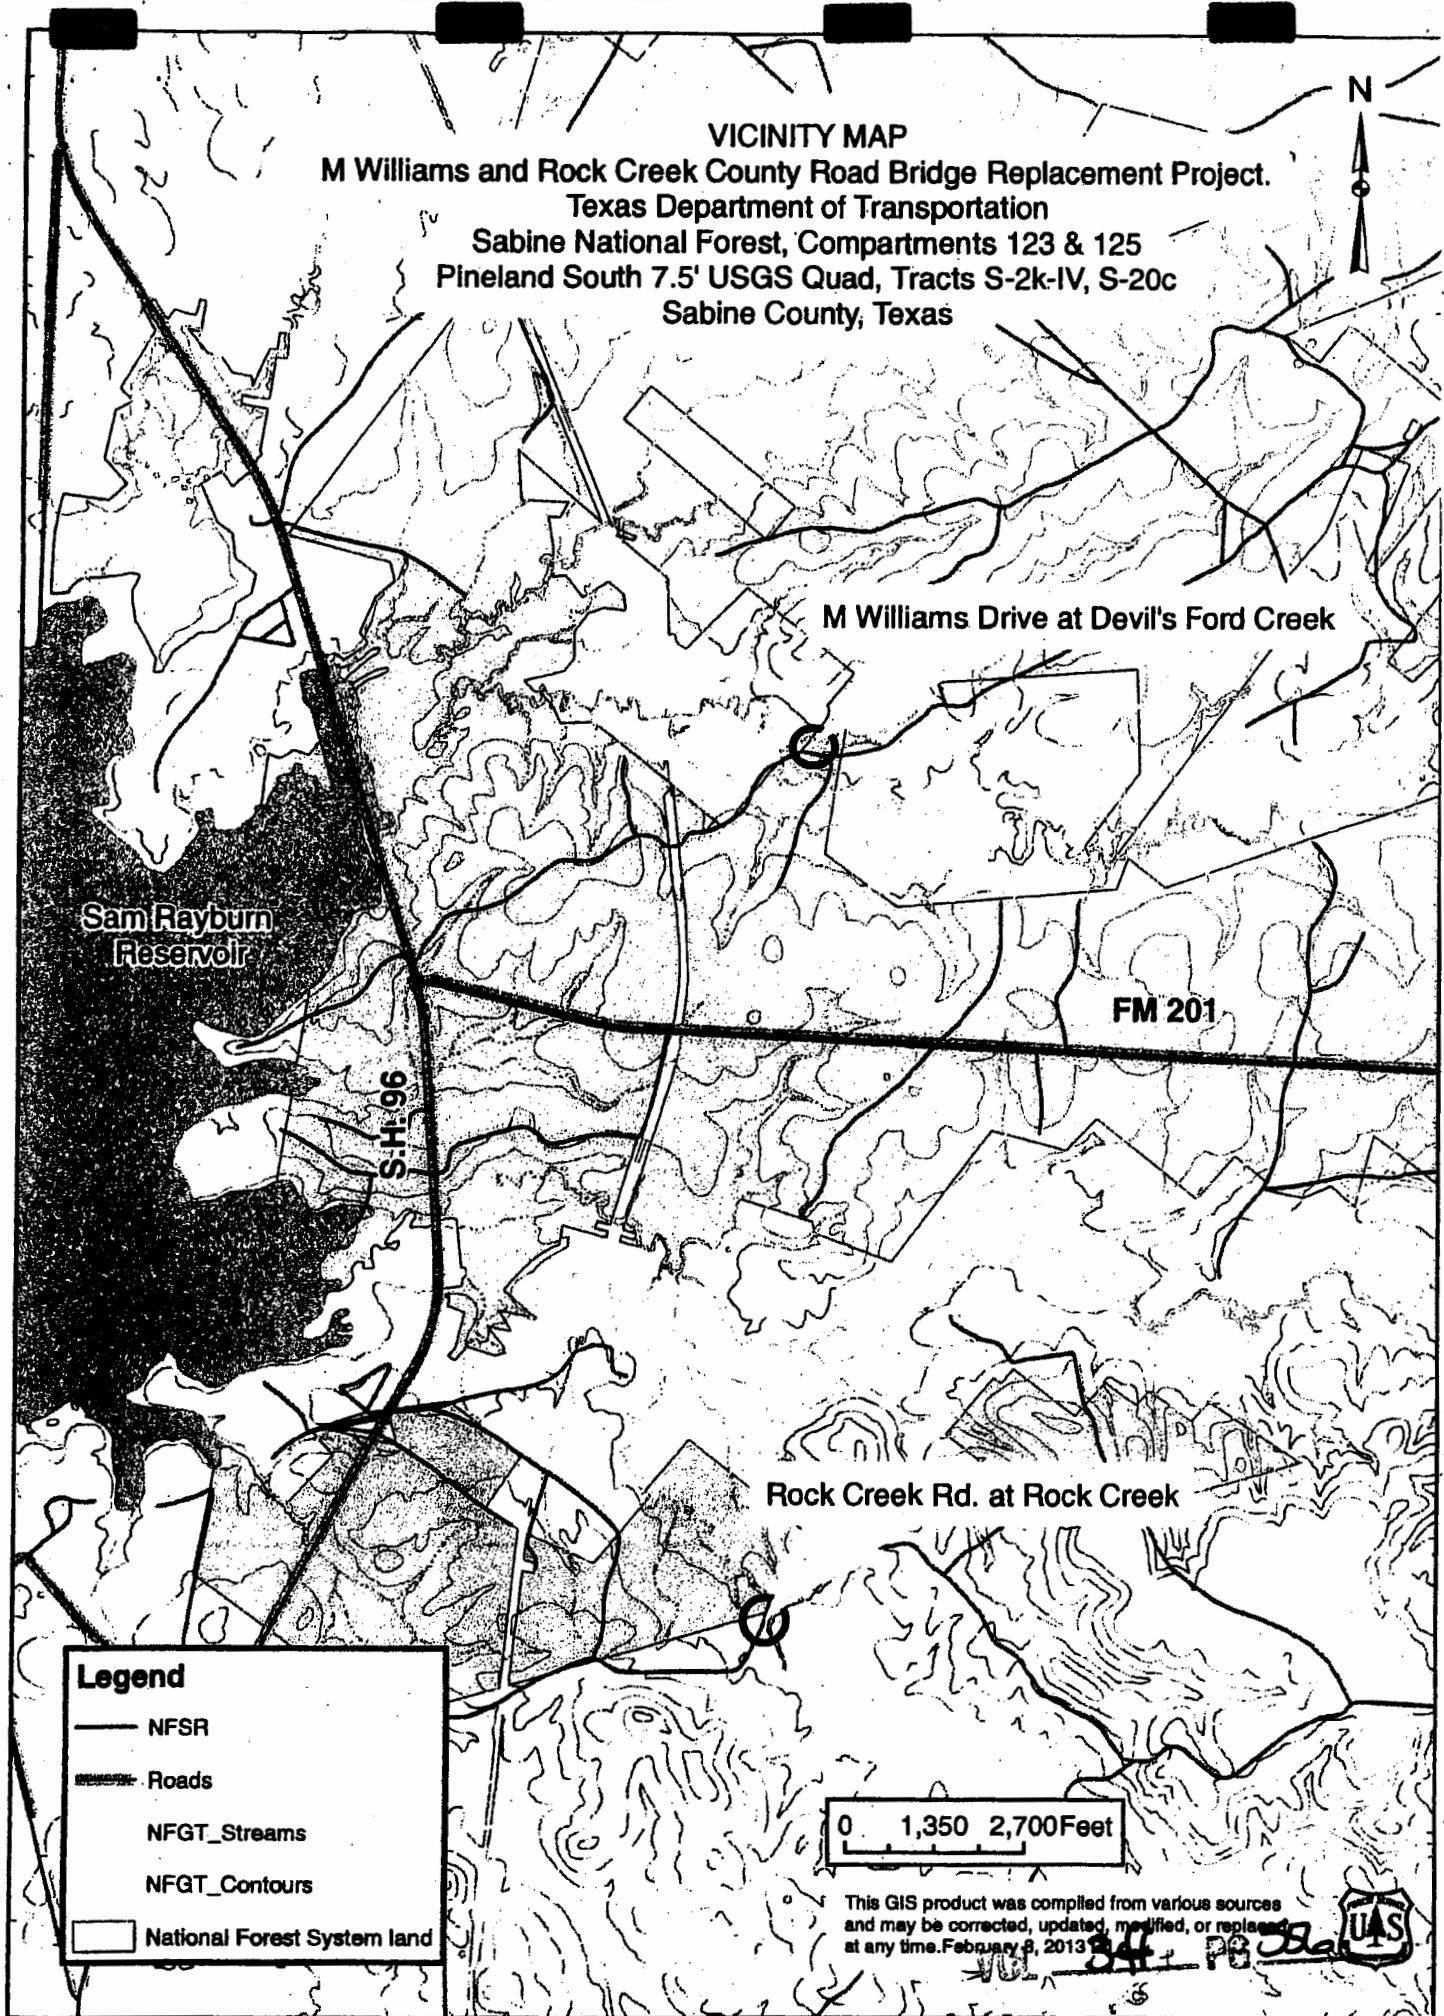 N
VICINITY MAP
M Williams and Rock Creek County Road Bridge Replacement Project.
Texas Department of Transportation
Sabine National Forest, Compartments 123 & 125
Pineland South 7.5' USGS Quad, Tracts S-2k-IV, S-20c
Sabine County, Texas
M Williams Drive at Devil's Ford Creek
Sam Rayburn
Reservoir
FM 201
S.H. 96
Rock Creek Rd. at Rock Creek
Legend
NFSR
Roads
NFGT_Streams
NFGT_Contours
National Forest System land
0 1,350 2,700 Feet
This GIS product was compiled from various sources
and may be corrected, updated, modified, or replaced
at any time. February 8, 2013
VOL PG
U S